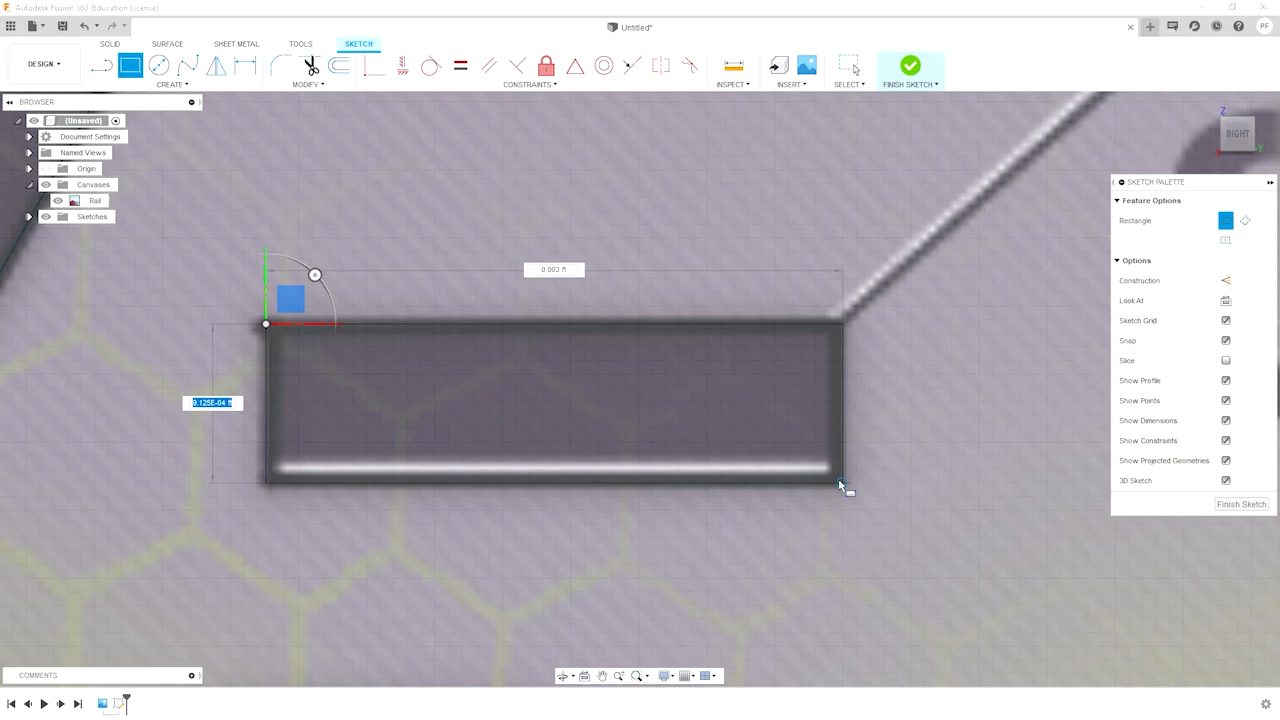 Autodesk Fusion 360 (Education License)
Untitled*
PF
DESIGN
SOLID SURFACE SHEET METAL TOOLS SKETCH
CREATE MODIFY CONSTRAINTS INSPECT INSERT SELECT FINISH SKETCH
BROWSER
(Unsaved)
Document Settings
Named Views
Origin
Canvases
Rail
Sketches
Z
RIGHT
Y
0.003 ft
9.125E-04 ft
SKETCH PALETTE
Feature Options
Rectangle
Options
Construction
Look At
Sketch Grid
Snap
Slice
Show Profile
Show Points
Show Dimensions
Show Constraints
Show Projected Geometries
3D Sketch
Finish Sketch
COMMENTS